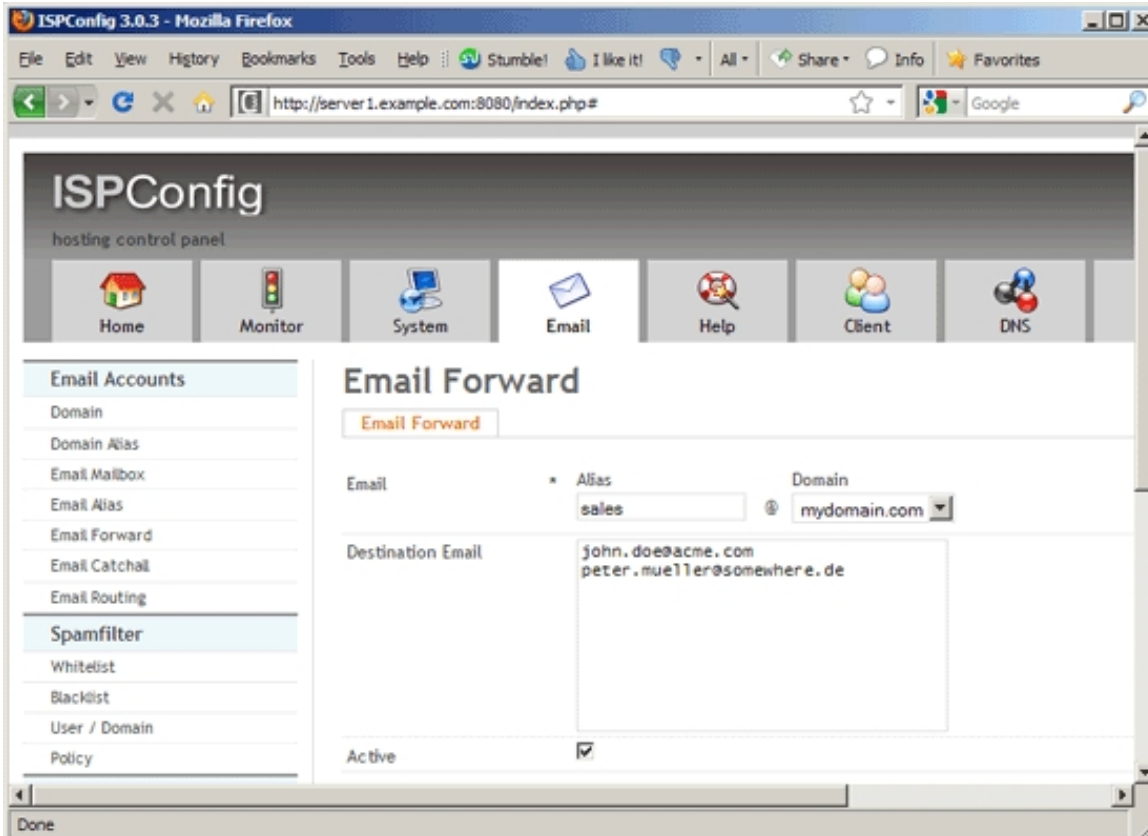 ISPConfig 3.0.3 - Mozilla Firefox
File Edit View History Bookmarks Tools Help Stumble! I like it! All Share Info Favorites
http://server1.example.com:8080/index.php# Google
ISPConfig
hosting control panel
Home Monitor System Email Help Client DNS
Email Accounts
Domain
Domain Alias
Email Mailbox
Email Alias
Email Forward
Email Catchall
Email Routing
Spamfilter
Whitelist
Blacklist
User / Domain
Policy
Email Forward
Email Forward
Email * Alias Domain
sales @ mydomain.com
Destination Email
john.doe@acme.com
peter.mueller@somewhere.de
Active
Done